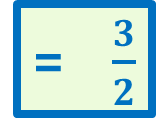 = 3/2